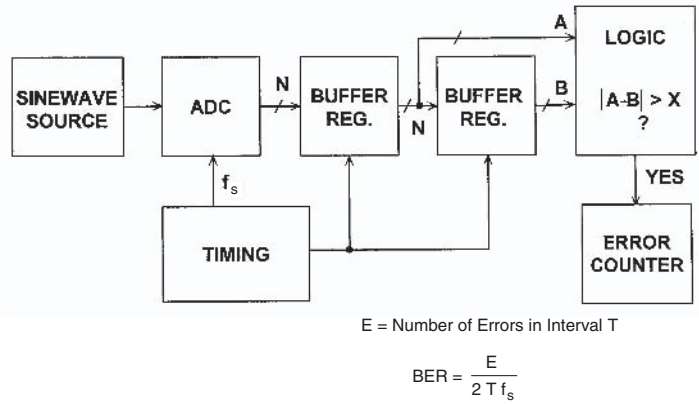 SINEWAVE
SOURCE
ADC
N
BUFFER
REG.
N
BUFFER
REG.
A
B
LOGIC
|A-B| > X
?
YES
ERROR
COUNTER
fs
TIMING
E = Number of Errors in Interval T
BER = E / 2 T fs